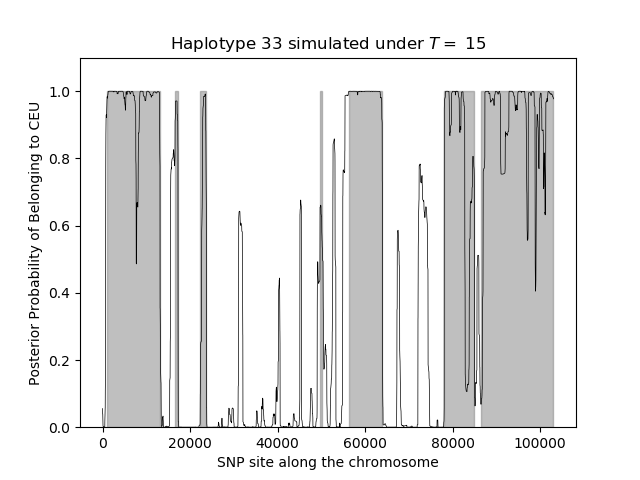 Haplotype 33 simulated under T = 15
Posterior Probability of Belonging to CEU
1.0
0.8
0.6
0.4
0.2
0.0
0 20000 40000 60000 80000 100000
SNP site along the chromosome